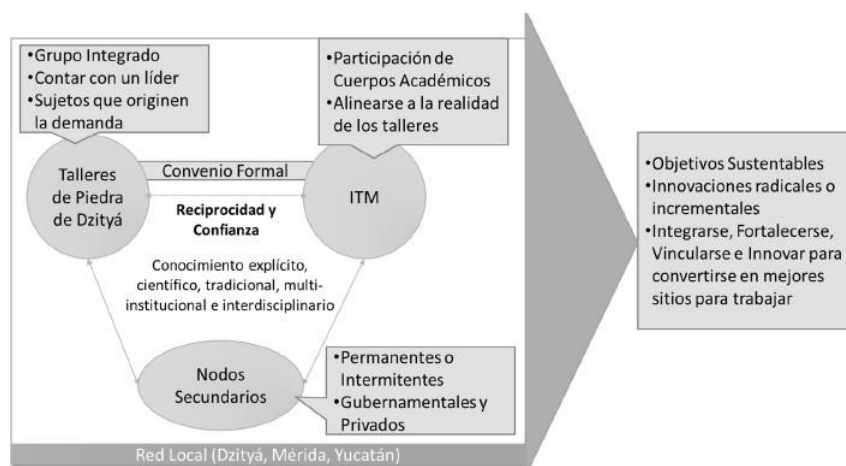 •Grupo Integrado
•Contar con un líder
•Sujetos que originen
la demanda
•Participación de
Cuerpos Académicos
•Alinearse a la realidad
de los talleres
Talleres
de Piedra
de Dzityá
Convenio Formal
ITM
Reciprocidad y
Confianza
Conocimiento explícito,
científico, tradicional, multi-
institucional e interdisciplinario
Nodos
Secundarios
•Permanentes o
Intermitentes
•Gubernamentales y
Privados
Red Local (Dzityá, Mérida, Yucatán)
•Objetivos Sustentables
•Innovaciones radicales o
incrementales
•Integrarse, Fortalecerse,
Vincularse e Innovar para
convertirse en mejores
sitios para trabajar